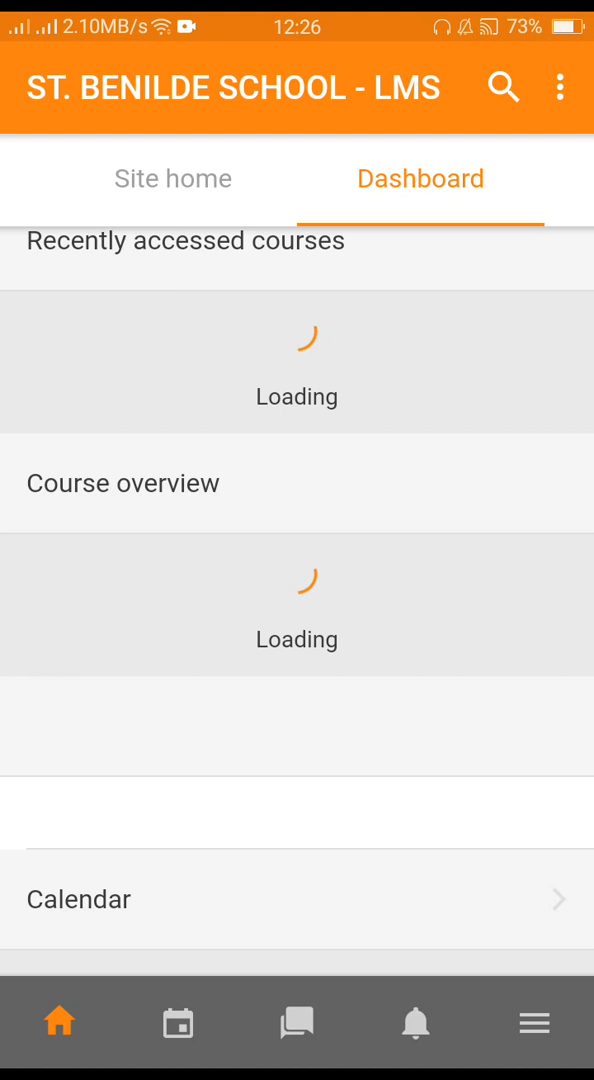 2.10MB/s 12:26 73%
ST. BENILDE SCHOOL - LMS
Site home Dashboard
Recently accessed courses
Loading
Course overview
Loading
Calendar